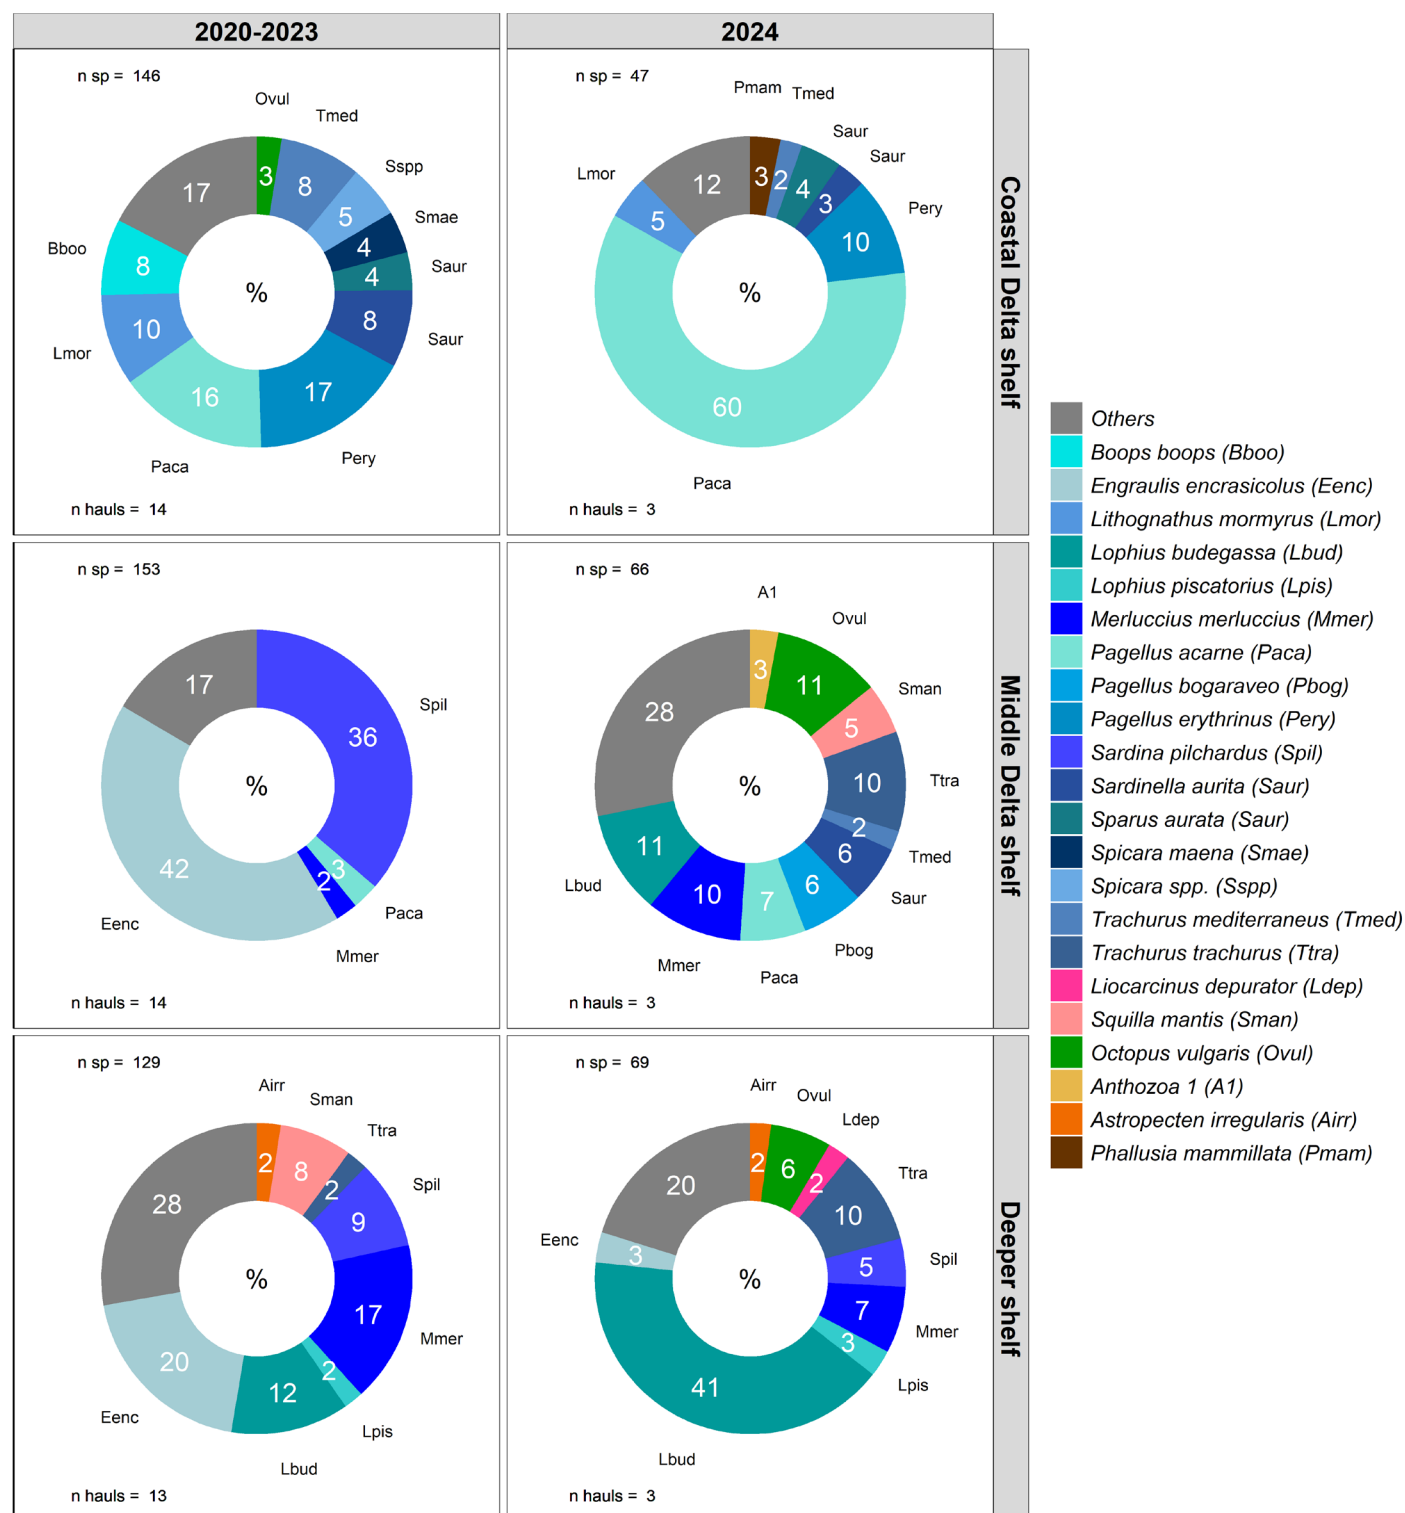 2020-2023
2024
n sp = 146
Ovul
Tmed
Sspp
Smae
Saur
Saur
Pery
Paca
Lmor
Bboo
3
8
5
4
4
8
17
16
10
8
17
%
n hauls = 14
n sp = 47
Pmam
Tmed
Saur
Saur
Pery
Paca
Lmor
3
2
4
3
10
60
5
12
%
n hauls = 3
Coastal Delta shelf
n sp = 153
Spil
Paca
Mmer
Eenc
36
3
2
42
17
%
n hauls = 14
n sp = 66
A1
Ovul
Sman
Ttra
Tmed
Saur
Pbog
Paca
Mmer
Lbud
3
11
5
10
2
6
6
7
10
11
28
%
n hauls = 3
Middle Delta shelf
n sp = 129
Airr
Sman
Ttra
Spil
Mmer
Lpis
Lbud
Eenc
2
8
2
9
17
2
12
20
28
%
n hauls = 13
n sp = 69
Airr
Ovul
Ldep
Ttra
Spil
Mmer
Lpis
Lbud
Eenc
2
6
2
10
5
7
3
41
3
20
%
n hauls = 3
Deeper shelf
Others
Boops boops (Bboo)
Engraulis encrasicolus (Eenc)
Lithognathus mormyrus (Lmor)
Lophius budegassa (Lbud)
Lophius piscatorius (Lpis)
Merluccius merluccius (Mmer)
Pagellus acarne (Paca)
Pagellus bogaraveo (Pbog)
Pagellus erythrinus (Pery)
Sardina pilchardus (Spil)
Sardinella aurita (Saur)
Sparus aurata (Saur)
Spicara maena (Smae)
Spicara spp. (Sspp)
Trachurus mediterraneus (Tmed)
Trachurus trachurus (Ttra)
Liocarcinus depurator (Ldep)
Squilla mantis (Sman)
Octopus vulgaris (Ovul)
Anthozoa 1 (A1)
Astropecten irregularis (Airr)
Phallusia mammillata (Pmam)